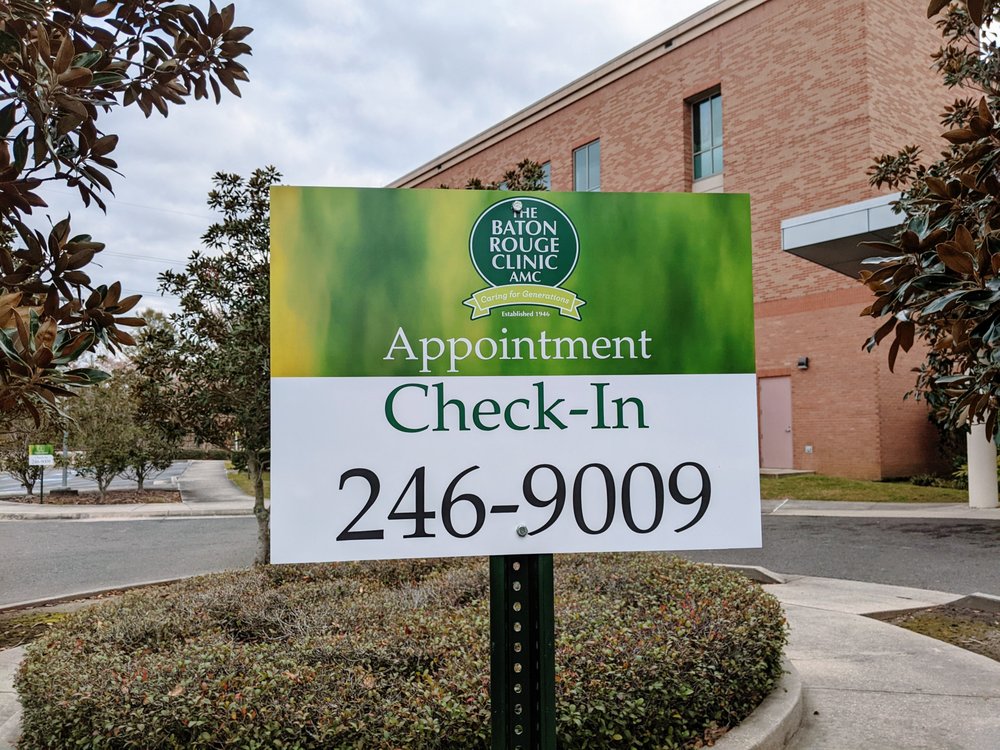 THE
BATON
ROUGE
CLINIC
AMC
Caring for Generations
Established 1946
Appointment
Check-In
246-9009